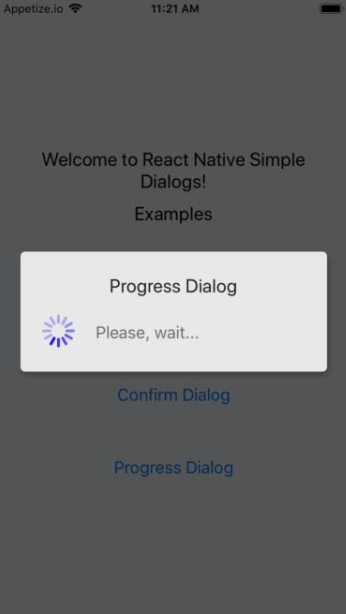 Appetize.io
11:21 AM
Welcome to React Native Simple
Dialogs!
Examples
Progress Dialog
Please, wait...
Confirm Dialog
Progress Dialog